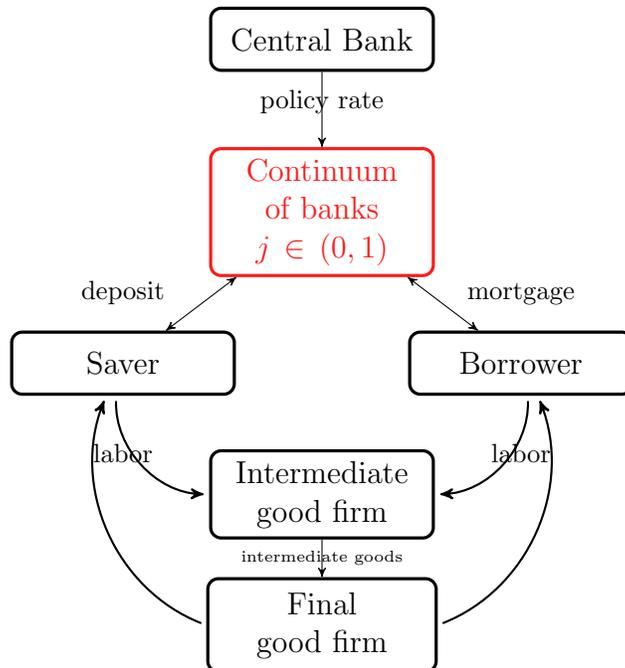 Central Bank
policy rate
Continuum
of banks
j ∈ (0, 1)
deposit
mortgage
Saver
Borrower
labor
labor
Intermediate
good firm
intermediate goods
Final
good firm